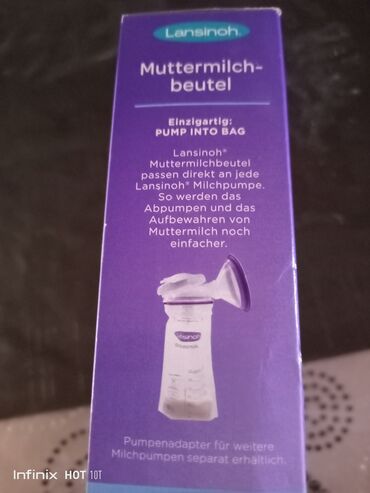 Lansinoh®
Muttermilch-
beutel
Einzigartig:
PUMP INTO BAG
Lansinoh®
Muttermilchbeutel
passen direkt an jede
Lansinoh® Milchpumpe.
So werden das
Abpumpen und das
Aufbewahren von
Muttermilch noch
einfacher.
Lansinoh
Pumpenadapter für weitere
Milchpumpen separat erhältlich.
Infinix HOT 10T